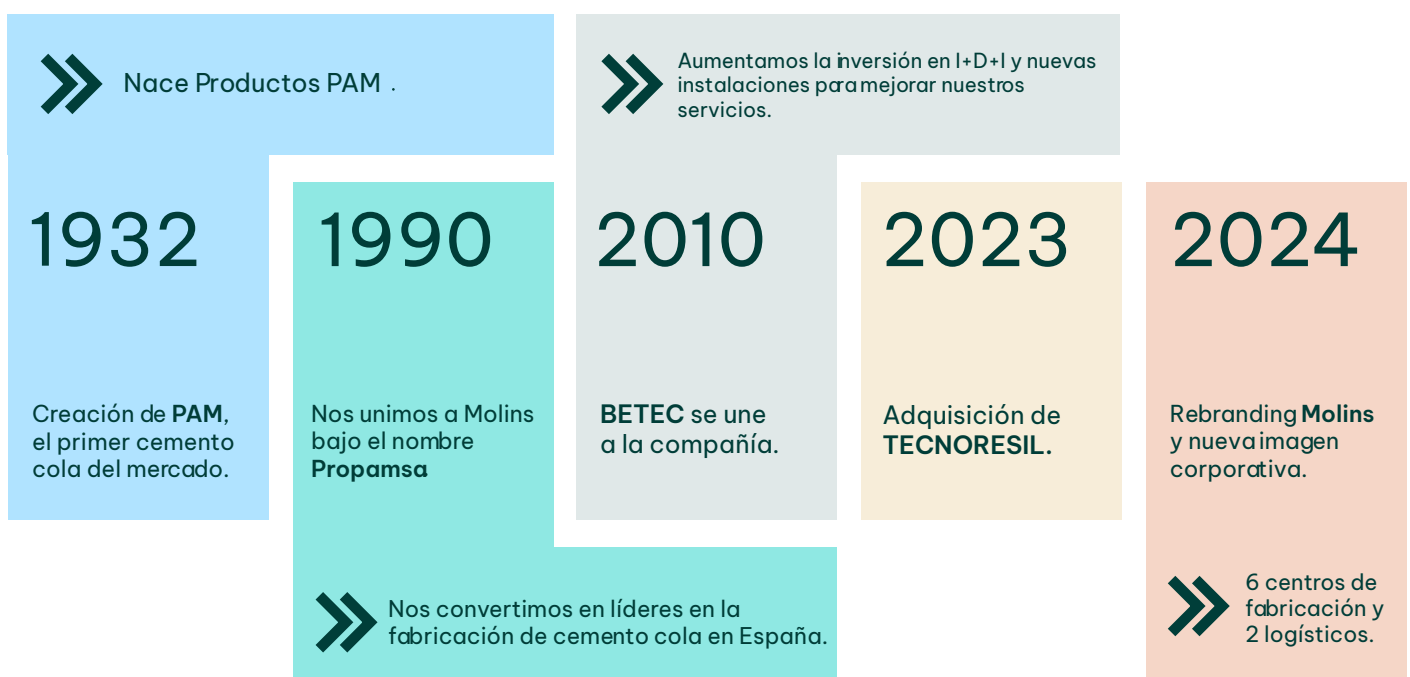 Nace Productos PAM .
1932
Creación de PAM,
el primer cemento
cola del mercado.
1990
Nos unimos a Molins
bajo el nombre
Propamsa.
Nos convertimos en líderes en la
fabricación de cemento cola en España.
Aumentamos la inversión en I+D+I y nuevas
instalaciones para mejorar nuestros
servicios.
2010
BETEC se une
a la compañía.
2023
Adquisición de
TECNORESIL.
2024
Rebranding Molins
y nueva imagen
corporativa.
6 centros de
fabricación y
2 logísticos.